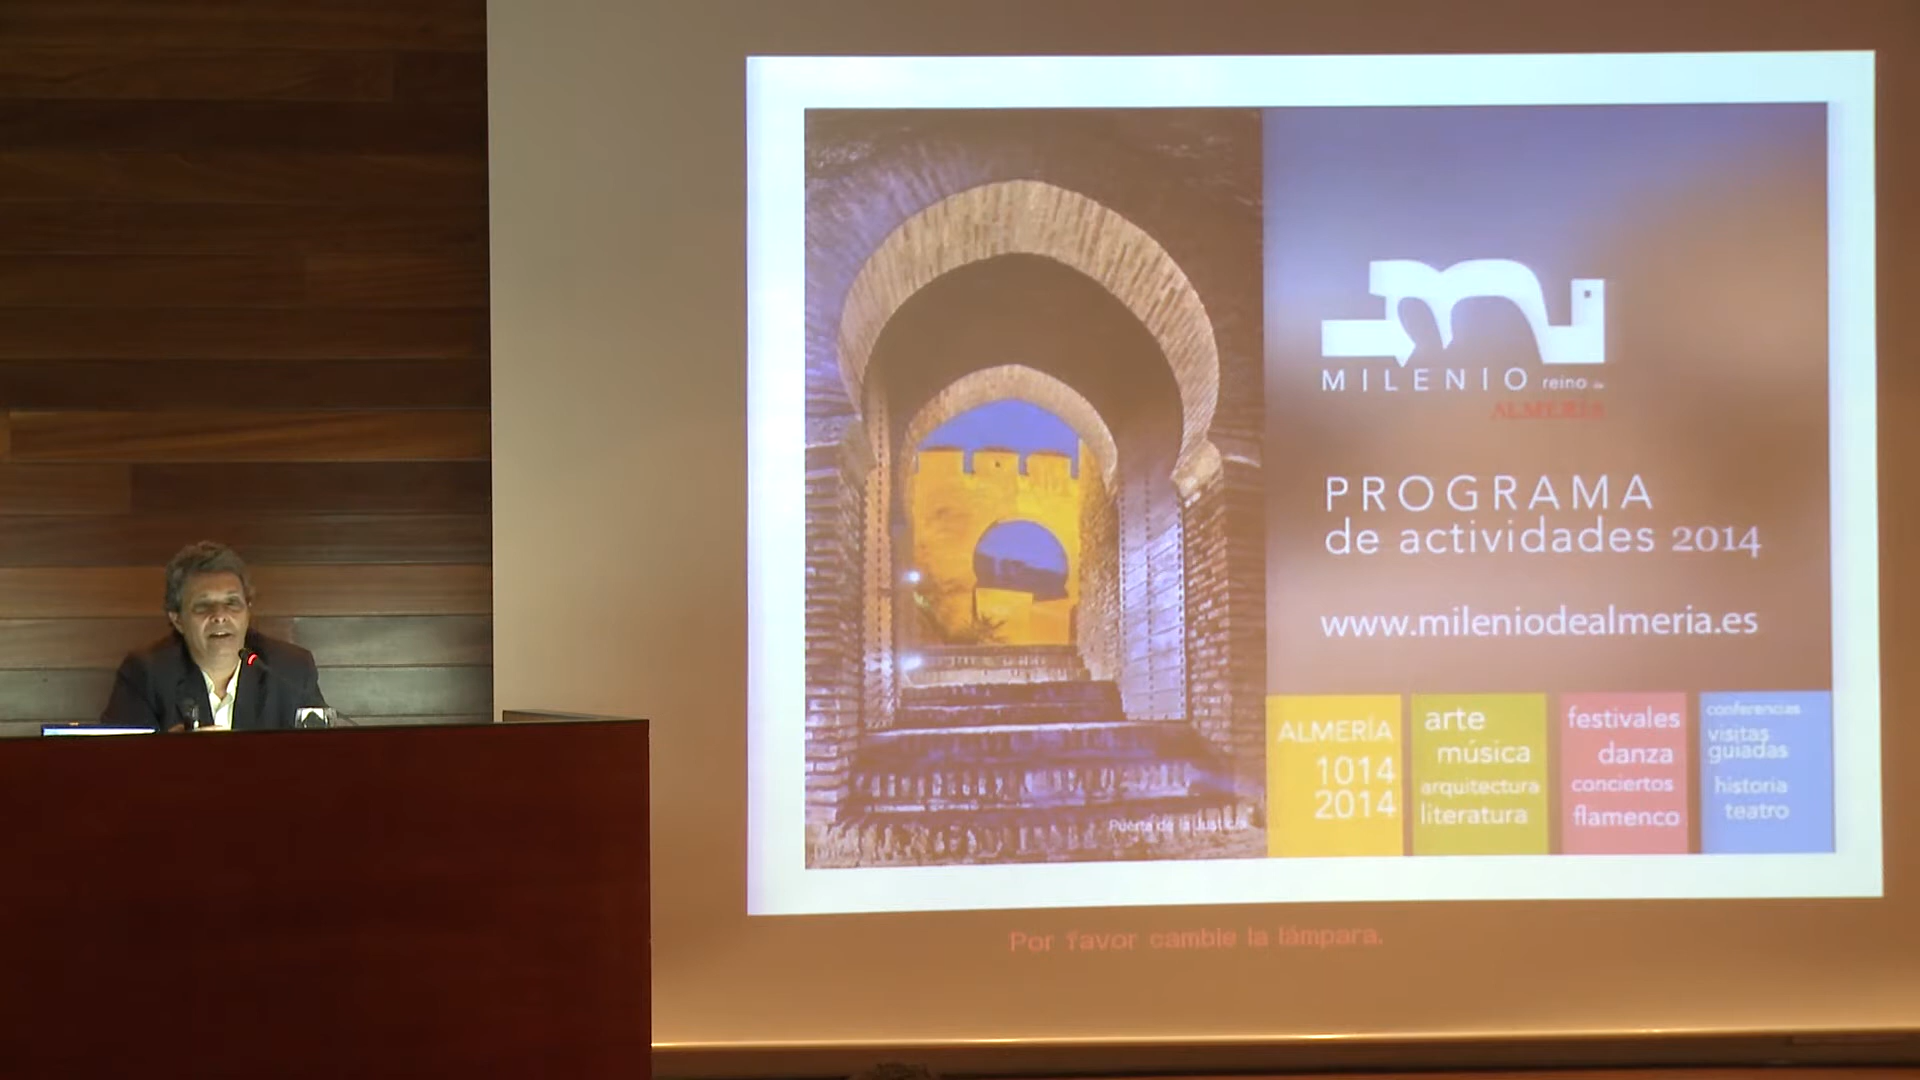 MILENIO reino de
ALMERÍA
PROGRAMA
de actividades 2014
www.mileniodealmeria.es
Puerta de la Justicia
ALMERÍA
1014
2014
arte
música
arquitectura
literatura
festivales
danza
conciertos
flamenco
conferencias
visitas
guiadas
historia
teatro
Por favor cambie la lámpara.